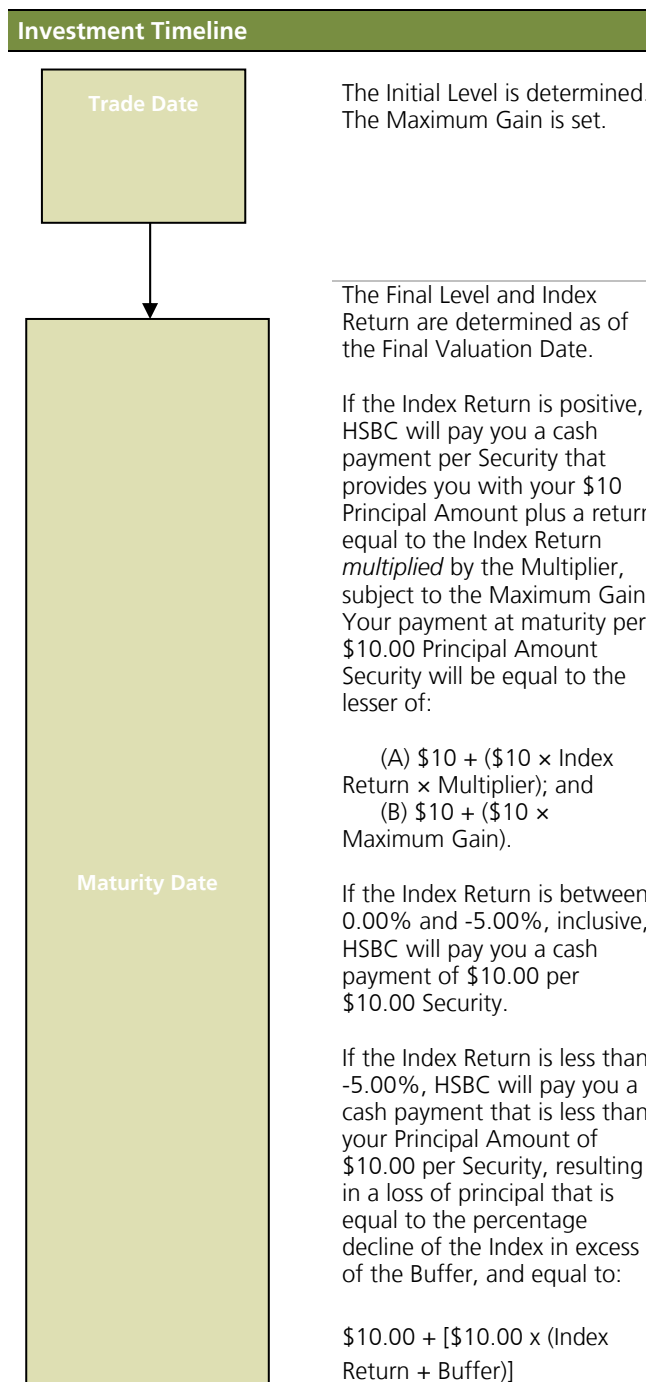 Investment Timeline
Trade Date
The Initial Level is determined.
The Maximum Gain is set.
The Final Level and Index
Return are determined as of
the Final Valuation Date.
If the Index Return is positive,
HSBC will pay you a cash
payment per Security that
provides you with your $10
Principal Amount plus a return
equal to the Index Return
multiplied by the Multiplier,
subject to the Maximum Gain
Your payment at maturity per
$10.00 Principal Amount
Security will be equal to the
lesser of:
(A) $10 + ($10 × Index
Return × Multiplier); and
(B) $10 + ($10 ×
Maximum Gain).
Maturity Date
If the Index Return is between
0.00% and -5.00%, inclusive,
HSBC will pay you a cash
payment of $10.00 per
$10.00 Security.
If the Index Return is less than
-5.00%, HSBC will pay you a
cash payment that is less than
your Principal Amount of
$10.00 per Security, resulting
in a loss of principal that is
equal to the percentage
decline of the Index in excess
of the Buffer, and equal to:
$10.00 + [$10.00 x (Index
Return + Buffer)]